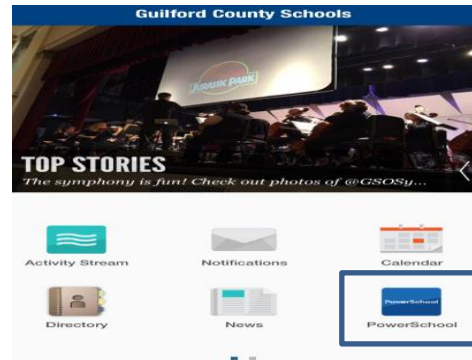 Guilford County Schools
JURASSIC PARK
TOP STORIES
The symphony is fun! Check out photos of @GSOSy...
Activity Stream
Notifications
Calendar
Directory
News
PowerSchool
PowerSchool